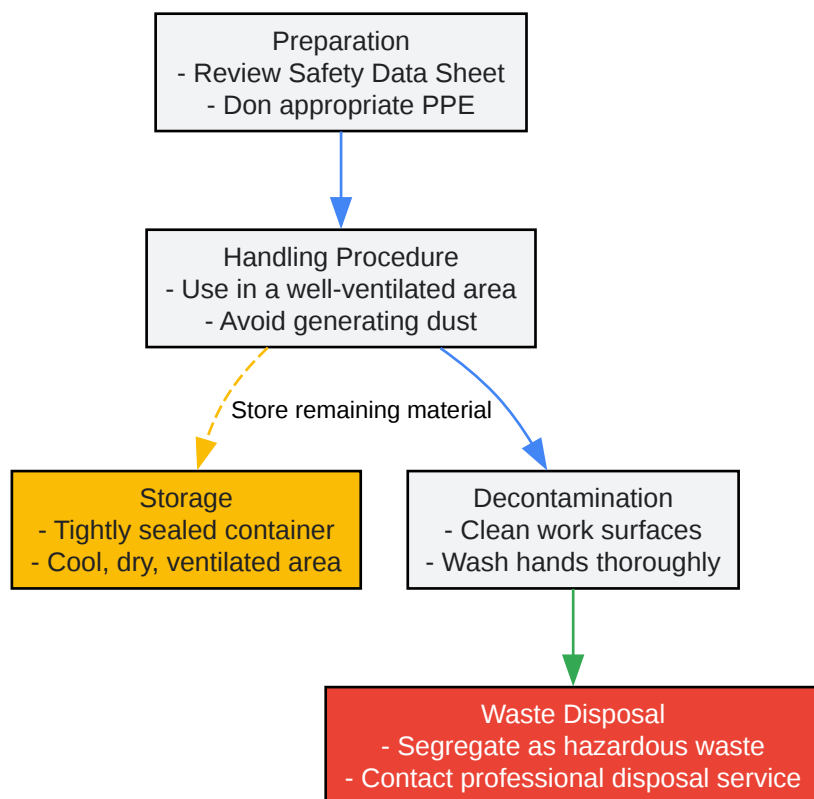 Preparation
- Review Safety Data Sheet
- Don appropriate PPE
Handling Procedure
- Use in a well-ventilated area
- Avoid generating dust
Store remaining material
Storage
- Tightly sealed container
- Cool, dry, ventilated area
Decontamination
- Clean work surfaces
- Wash hands thoroughly
Waste Disposal
- Segregate as hazardous waste
- Contact professional disposal service